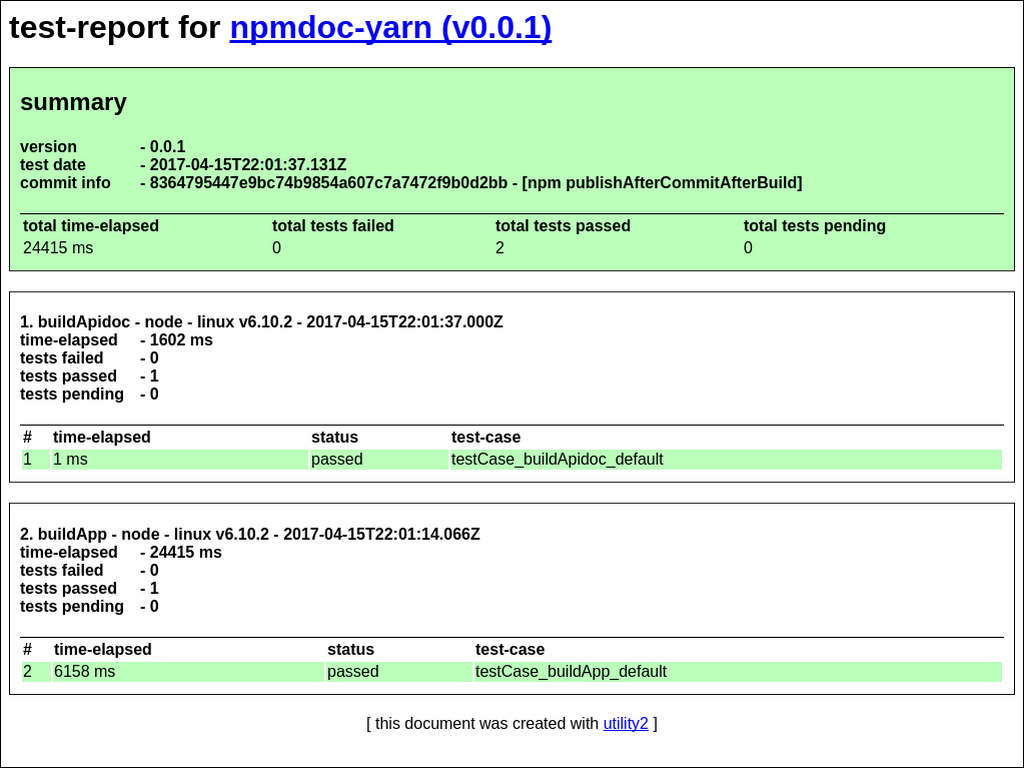 test-report for npmdoc-yarn (v0.0.1)
summary
version - 0.0.1
test date - 2017-04-15T22:01:37.131Z
commit info - 8364795447e9bc74b9854a607c7a7472f9b0d2bb - [npm publishAfterCommitAfterBuild]
total time-elapsed total tests failed total tests passed total tests pending
24415 ms 0 2 0
1. buildApidoc - node - linux v6.10.2 - 2017-04-15T22:01:37.000Z
time-elapsed - 1602 ms
tests failed - 0
tests passed - 1
tests pending - 0
# time-elapsed status test-case
1 1 ms passed testCase_buildApidoc_default
2. buildApp - node - linux v6.10.2 - 2017-04-15T22:01:14.066Z
time-elapsed - 24415 ms
tests failed - 0
tests passed - 1
tests pending - 0
# time-elapsed status test-case
2 6158 ms passed testCase_buildApp_default
[ this document was created with utility2 ]